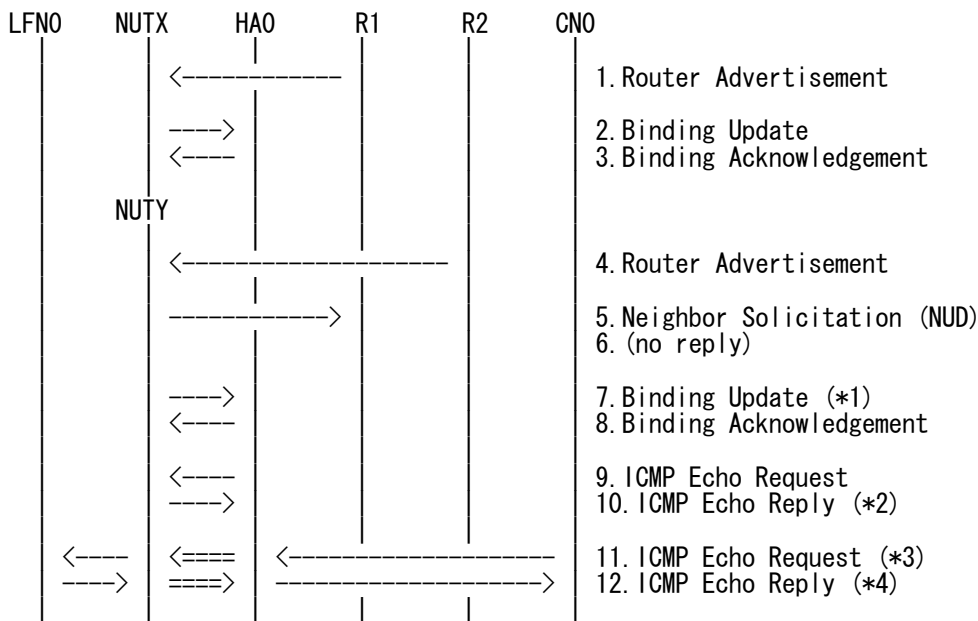 LFN0 NUTX HA0 R1 R2 CN0
<------------- 1.Router Advertisement
----> 2.Binding Update
<---- 3.Binding Acknowledgement
NUTY
<--------------------- 4.Router Advertisement
------------> 5.Neighbor Solicitation (NUD)
6.(no reply)
----> 7.Binding Update (*1)
<---- 8.Binding Acknowledgement
<---- 9.ICMP Echo Request
----> 10.ICMP Echo Reply (*2)
<---- <==== <--------------------- 11.ICMP Echo Request (*3)
----> ====> ---------------------> 12.ICMP Echo Reply (*4)